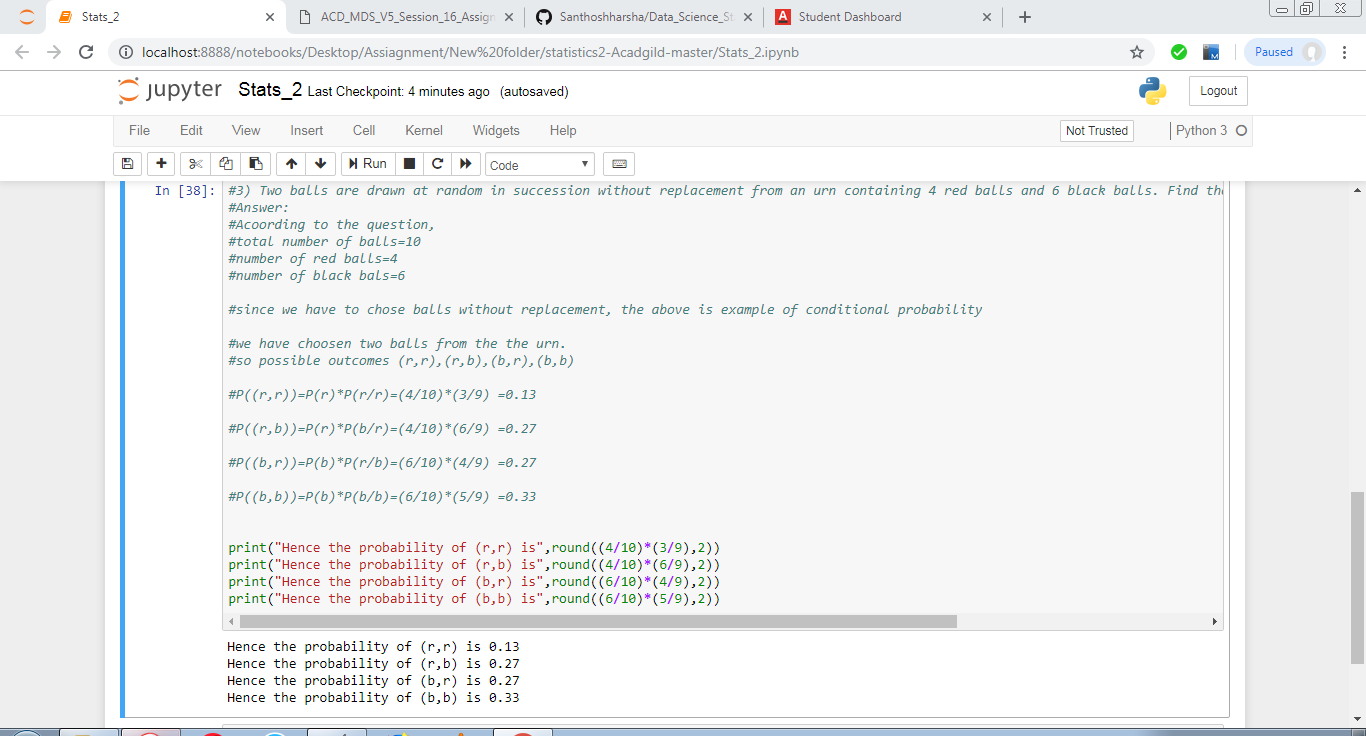 Stats_2
ACD_MDS_V5_Session_16_Assign
Santhoshharsha/Data_Science_St
Student Dashboard
localhost:8888/notebooks/Desktop/Assiagnment/New%20folder/statistics2-Acadgild-master/Stats_2.ipynb
Paused
jupyter Stats_2 Last Checkpoint: 4 minutes ago (autosaved)
Logout
File Edit View Insert Cell Kernel Widgets Help
Not Trusted
Python 3
Run
Code
In [38]:
#3) Two balls are drawn at random in succession without replacement from an urn containing 4 red balls and 6 black balls. Find the
#Answer:
#Acoording to the question,
#total number of balls=10
#number of red balls=4
#number of black bals=6
#since we have to chose balls without replacement, the above is example of conditional probability
#we have choosen two balls from the the urn.
#so possible outcomes (r,r),(r,b),(b,r),(b,b)
#P((r,r))=P(r)*P(r/r)=(4/10)*(3/9) =0.13
#P((r,b))=P(r)*P(b/r)=(4/10)*(6/9) =0.27
#P((b,r))=P(b)*P(r/b)=(6/10)*(4/9) =0.27
#P((b,b))=P(b)*P(b/b)=(6/10)*(5/9) =0.33
print("Hence the probability of (r,r) is",round((4/10)*(3/9),2))
print("Hence the probability of (r,b) is",round((4/10)*(6/9),2))
print("Hence the probability of (b,r) is",round((6/10)*(4/9),2))
print("Hence the probability of (b,b) is",round((6/10)*(5/9),2))
Hence the probability of (r,r) is 0.13
Hence the probability of (r,b) is 0.27
Hence the probability of (b,r) is 0.27
Hence the probability of (b,b) is 0.33